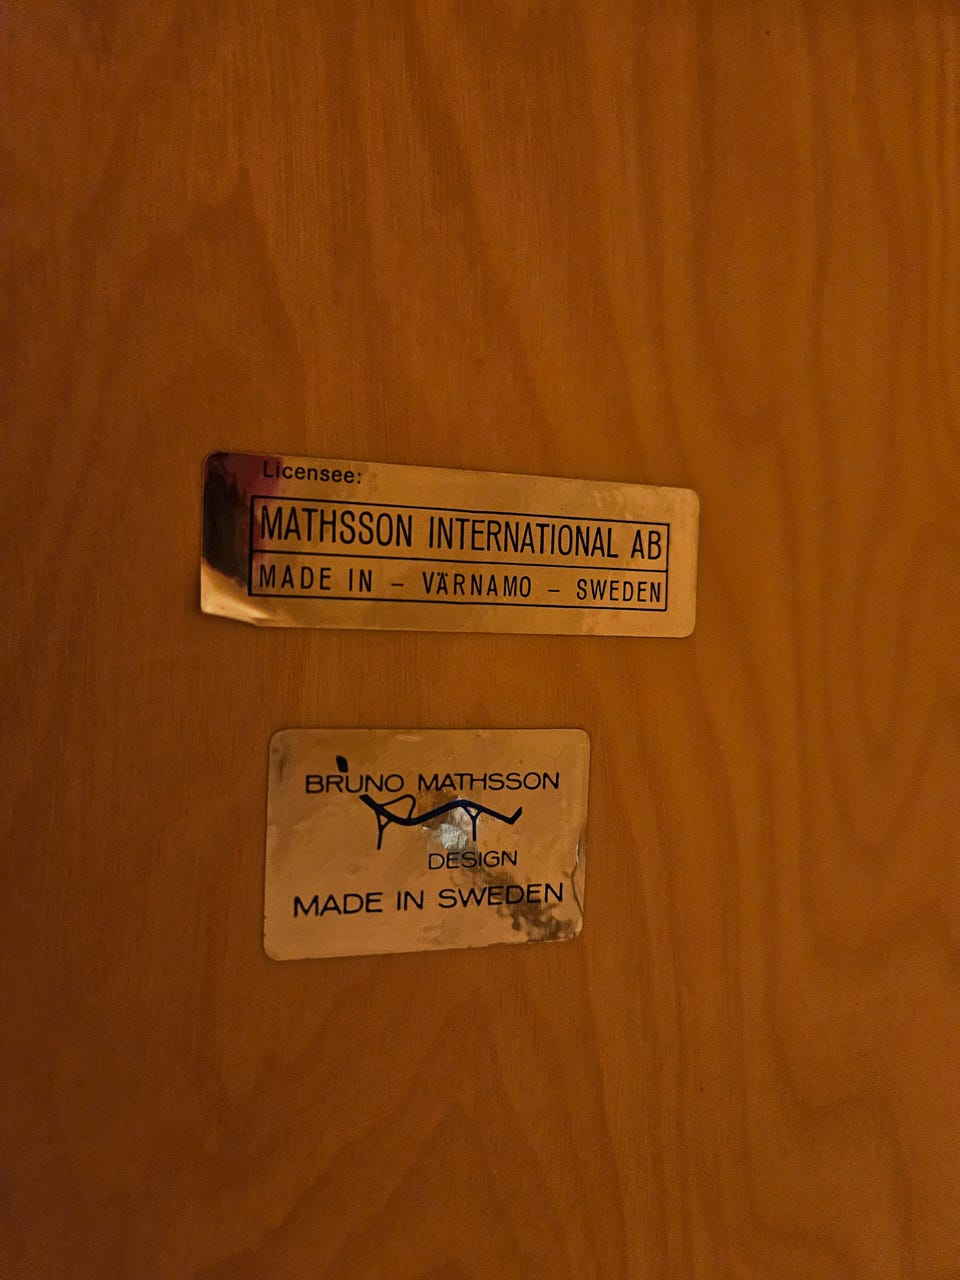 Licensee:
MATHSSON INTERNATIONAL AB
MADE IN – VÄRNAMO – SWEDEN
BRUNO MATHSSON
DESIGN
MADE IN SWEDEN